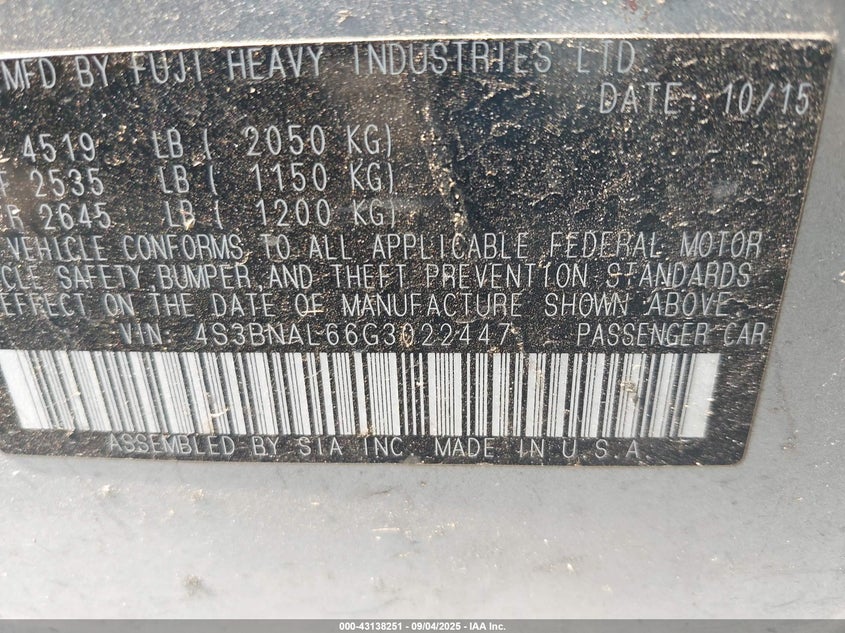 MFD BY FUJI HEAVY INDUSTRIES LTD
DATE: 10/15
4519 LB ( 2050 KG)
F 2535 LB ( 1150 KG)
R 2645 LB ( 1200 KG)
VEHICLE CONFORMS TO ALL APPLICABLE FEDERAL MOTOR
CLE SAFETY,BUMPER,AND THEFT PREVENTION STANDARDS
EFFECT ON THE DATE OF MANUFACTURE SHOWN ABOVE.
VIN: 4S3BNAL66G3022447 PASSENGER CAR
ASSEMBLED BY SIA INC. MADE IN U.S.A
000-43138251 - 09/04/2025 - IAA Inc.